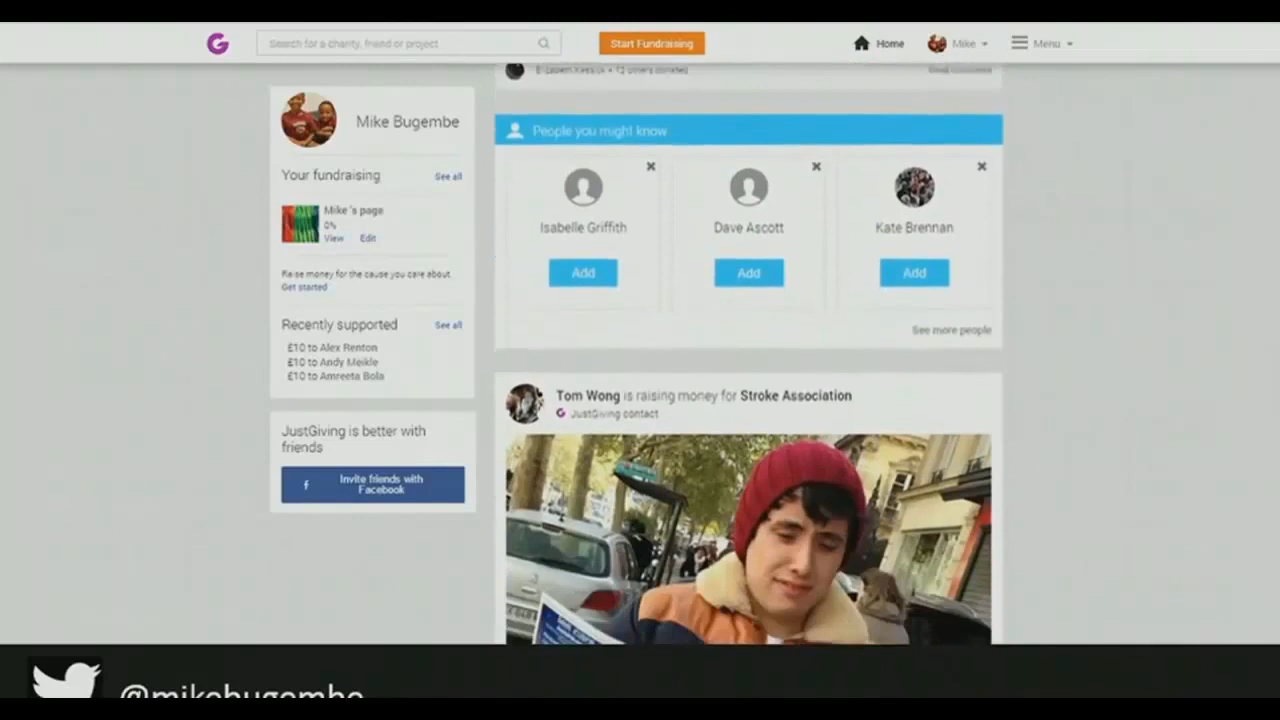 Search for a charity, friend or project
Start Fundraising
Home
Mike
Menu
Mike Bugembe
Your fundraising
See all
Mike 's page
0%
View
Edit
Raise money for the cause you care about.
Get started
Recently supported
See all
£10 to Alex Renton
£10 to Andy Meikle
£10 to Amreeta Bola
JustGiving is better with
friends
f Invite friends with
Facebook
People you might know
Isabelle Griffith
Dave Ascott
Kate Brennan
Add
Add
Add
See more people
Tom Wong is raising money for Stroke Association
JustGiving contact
@mikebugembe